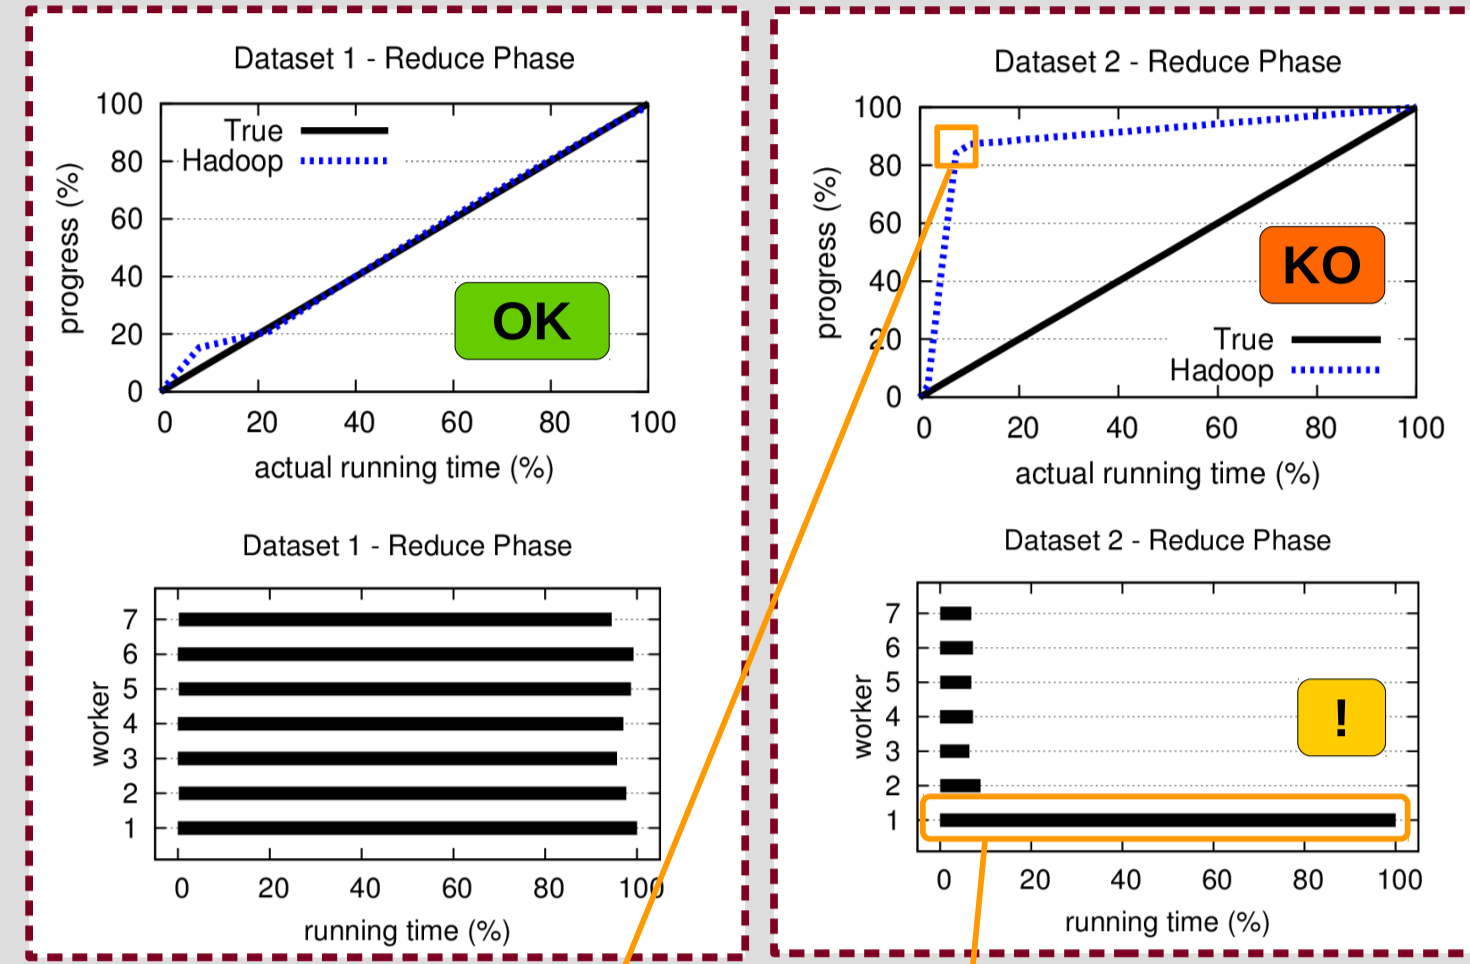 Dataset 1 - Reduce Phase
100
80
60
40
20
0
progress (%)
True
Hadoop
OK
0 20 40 60 80 100
actual running time (%)
Dataset 1 - Reduce Phase
7
6
5
4
3
2
1
worker
0 20 40 60 80 100
running time (%)
Dataset 2 - Reduce Phase
100
80
60
40
20
0
progress (%)
KO
True
Hadoop
0 20 40 60 80 100
actual running time (%)
Dataset 2 - Reduce Phase
7
6
5
4
3
2
1
worker
!
0 20 40 60 80 100
running time (%)